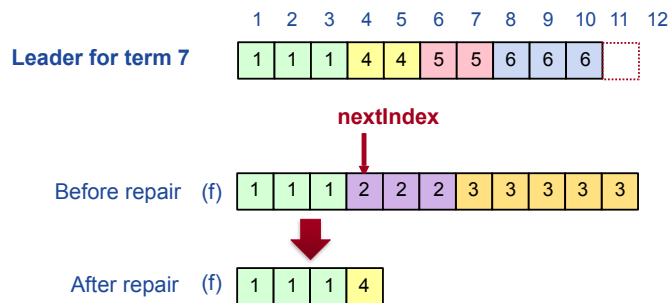 1 2 3 4 5 6 7 8 9 10 11 12
Leader for term 7 1 1 1 4 4 5 5 6 6 6
nextIndex
Before repair (f) 1 1 1 2 2 2 3 3 3 3 3
After repair (f) 1 1 1 4